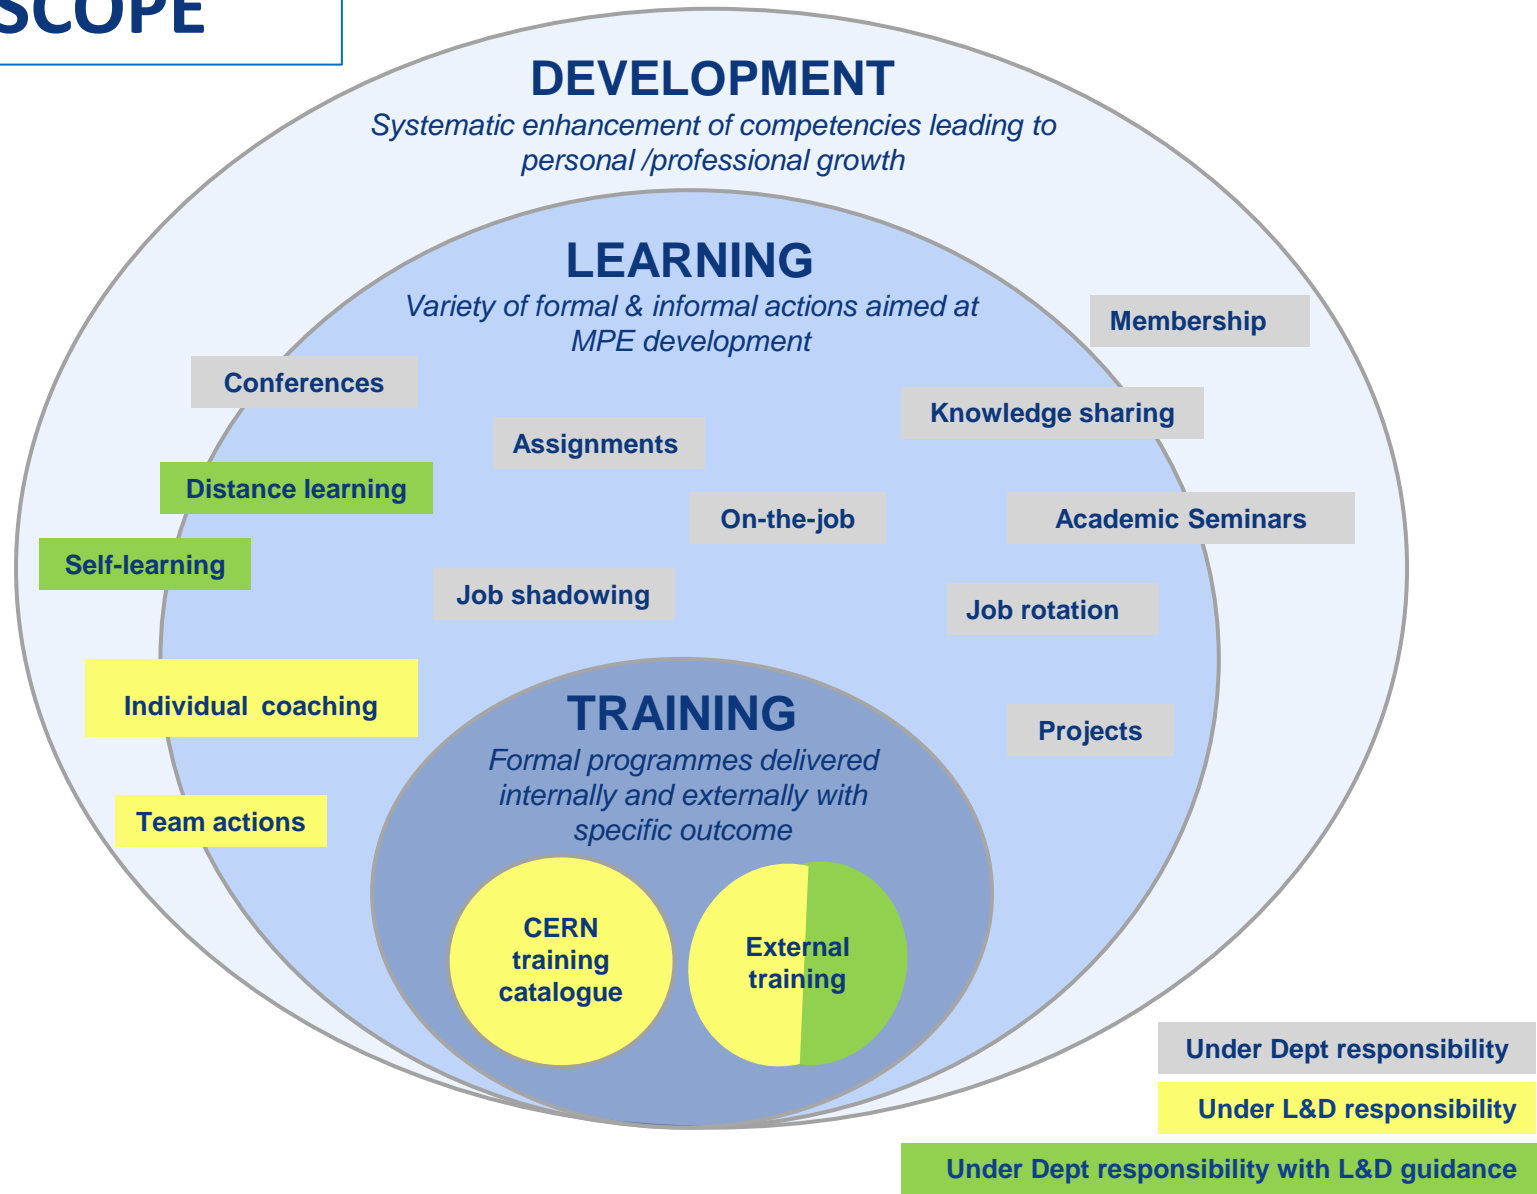 SCOPE
DEVELOPMENT
Systematic enhancement of competencies leading to
personal /professional growth
LEARNING
Variety of formal & informal actions aimed at
MPE development
Membership
Conferences
Knowledge sharing
Assignments
Distance learning
On-the-job
Academic Seminars
Self-learning
Job shadowing
Job rotation
Individual coaching
Projects
Team actions
TRAINING
Formal programmes delivered
internally and externally with
specific outcome
CERN
training
catalogue
External
training
Under Dept responsibility
Under L&D responsibility
Under Dept responsibility with L&D guidance